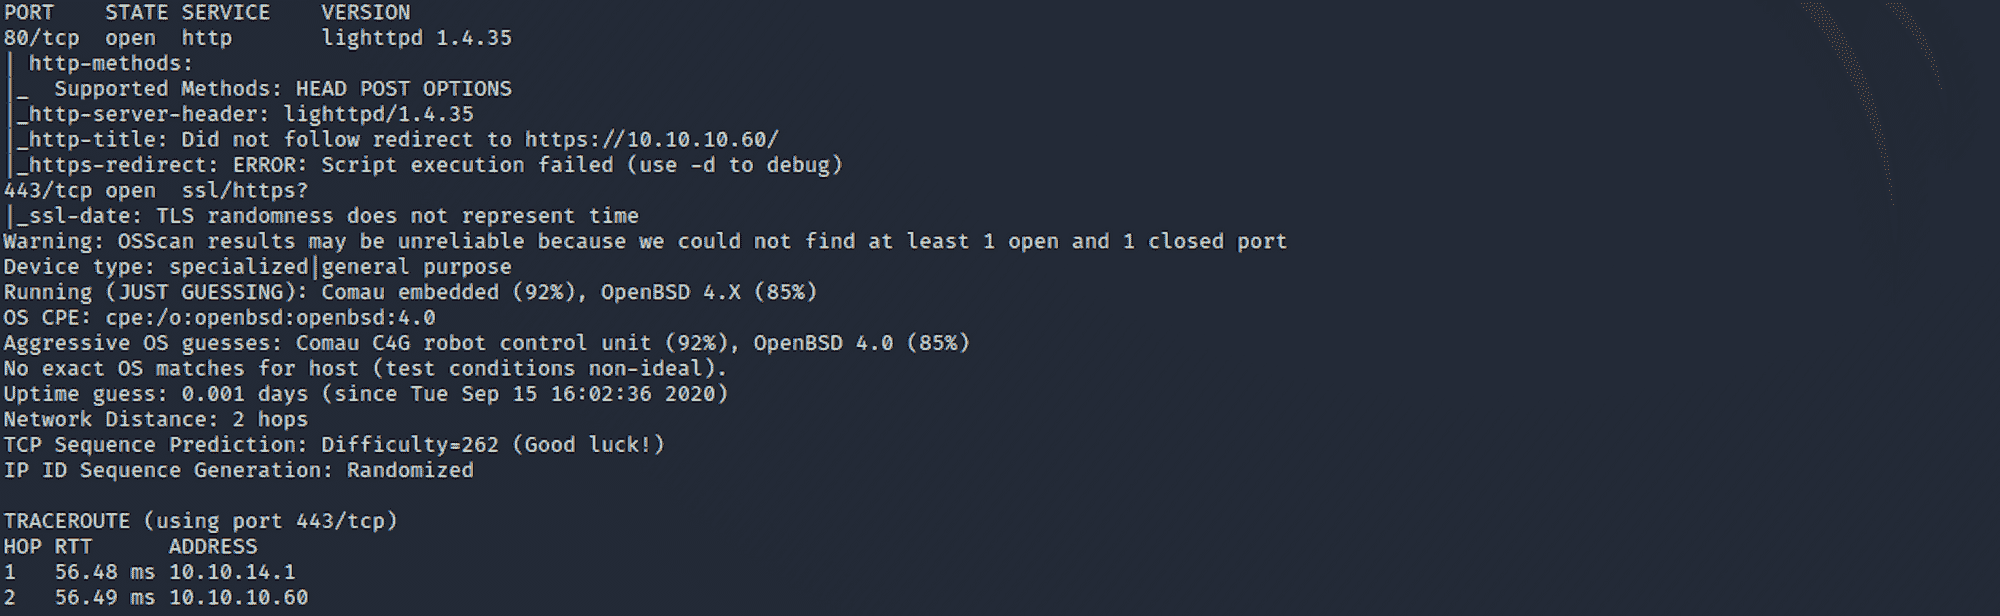 PORT    STATE SERVICE    VERSION
80/tcp  open  http       lighttpd 1.4.35
| http-methods:
|_  Supported Methods: HEAD POST OPTIONS
|_http-server-header: lighttpd/1.4.35
|_http-title: Did not follow redirect to https://10.10.10.60/
|_https-redirect: ERROR: Script execution failed (use -d to debug)
443/tcp open  ssl/https?
|_ssl-date: TLS randomness does not represent time
Warning: OSScan results may be unreliable because we could not find at least 1 open and 1 closed port
Device type: specialized|general purpose
Running (JUST GUESSING): Comau embedded (92%), OpenBSD 4.X (85%)
OS CPE: cpe:/o:openbsd:openbsd:4.0
Aggressive OS guesses: Comau C4G robot control unit (92%), OpenBSD 4.0 (85%)
No exact OS matches for host (test conditions non-ideal).
Uptime guess: 0.001 days (since Tue Sep 15 16:02:36 2020)
Network Distance: 2 hops
TCP Sequence Prediction: Difficulty=262 (Good luck!)
IP ID Sequence Generation: Randomized

TRACEROUTE (using port 443/tcp)
HOP RTT      ADDRESS
1   56.48 ms 10.10.14.1
2   56.49 ms 10.10.10.60